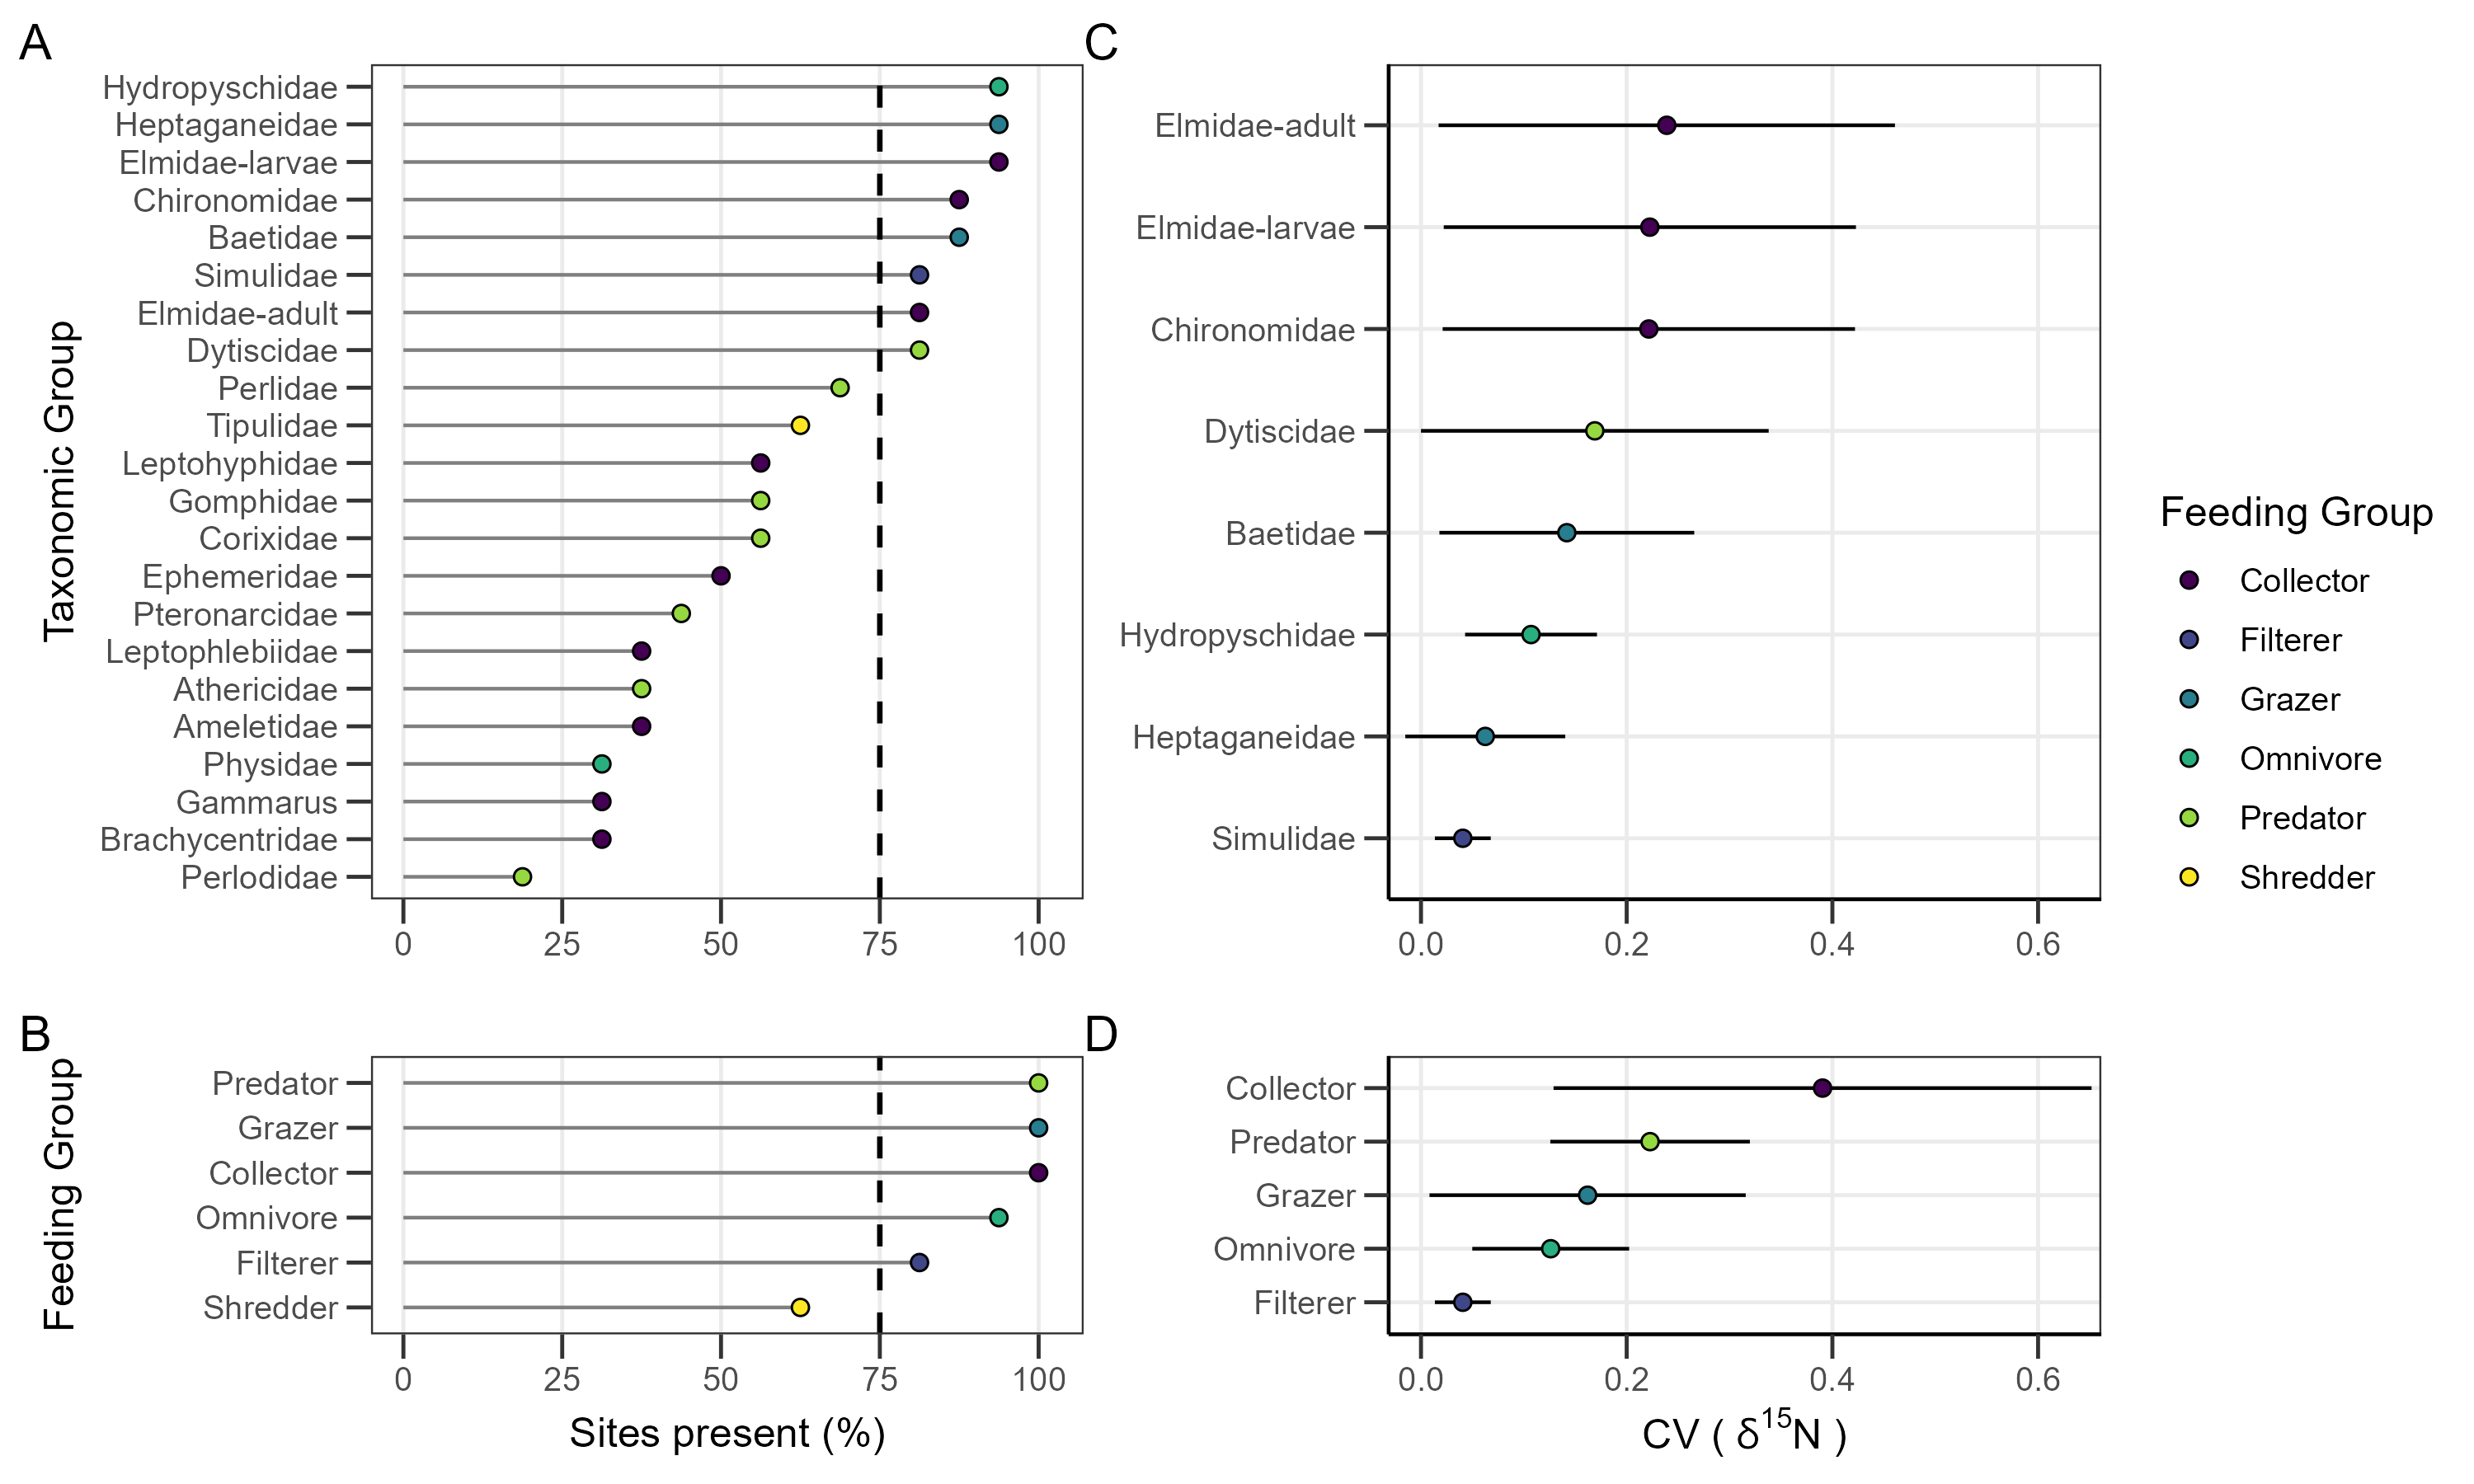 A
Taxonomic Group
Hydropyschidae
Heptaganeidae
Elmidae-larvae
Chironomidae
Baetidae
Simulidae
Elmidae-adult
Dytiscidae
Perlidae
Tipulidae
Leptohyphidae
Gomphidae
Corixidae
Ephemeridae
Pteronarcidae
Leptophlebiidae
Athericidae
Ameletidae
Physidae
Gammarus
Brachycentridae
Perlodidae
0 25 50 75 100
B
Feeding Group
Predator
Grazer
Collector
Omnivore
Filterer
Shredder
0 25 50 75 100
Sites present (%)
C
Elmidae-adult
Elmidae-larvae
Chironomidae
Dytiscidae
Baetidae
Hydropyschidae
Heptaganeidae
Simulidae
0.0 0.2 0.4 0.6
D
Collector
Predator
Grazer
Omnivore
Filterer
0.0 0.2 0.4 0.6
CV ( δ¹⁵N )
Feeding Group
Collector
Filterer
Grazer
Omnivore
Predator
Shredder